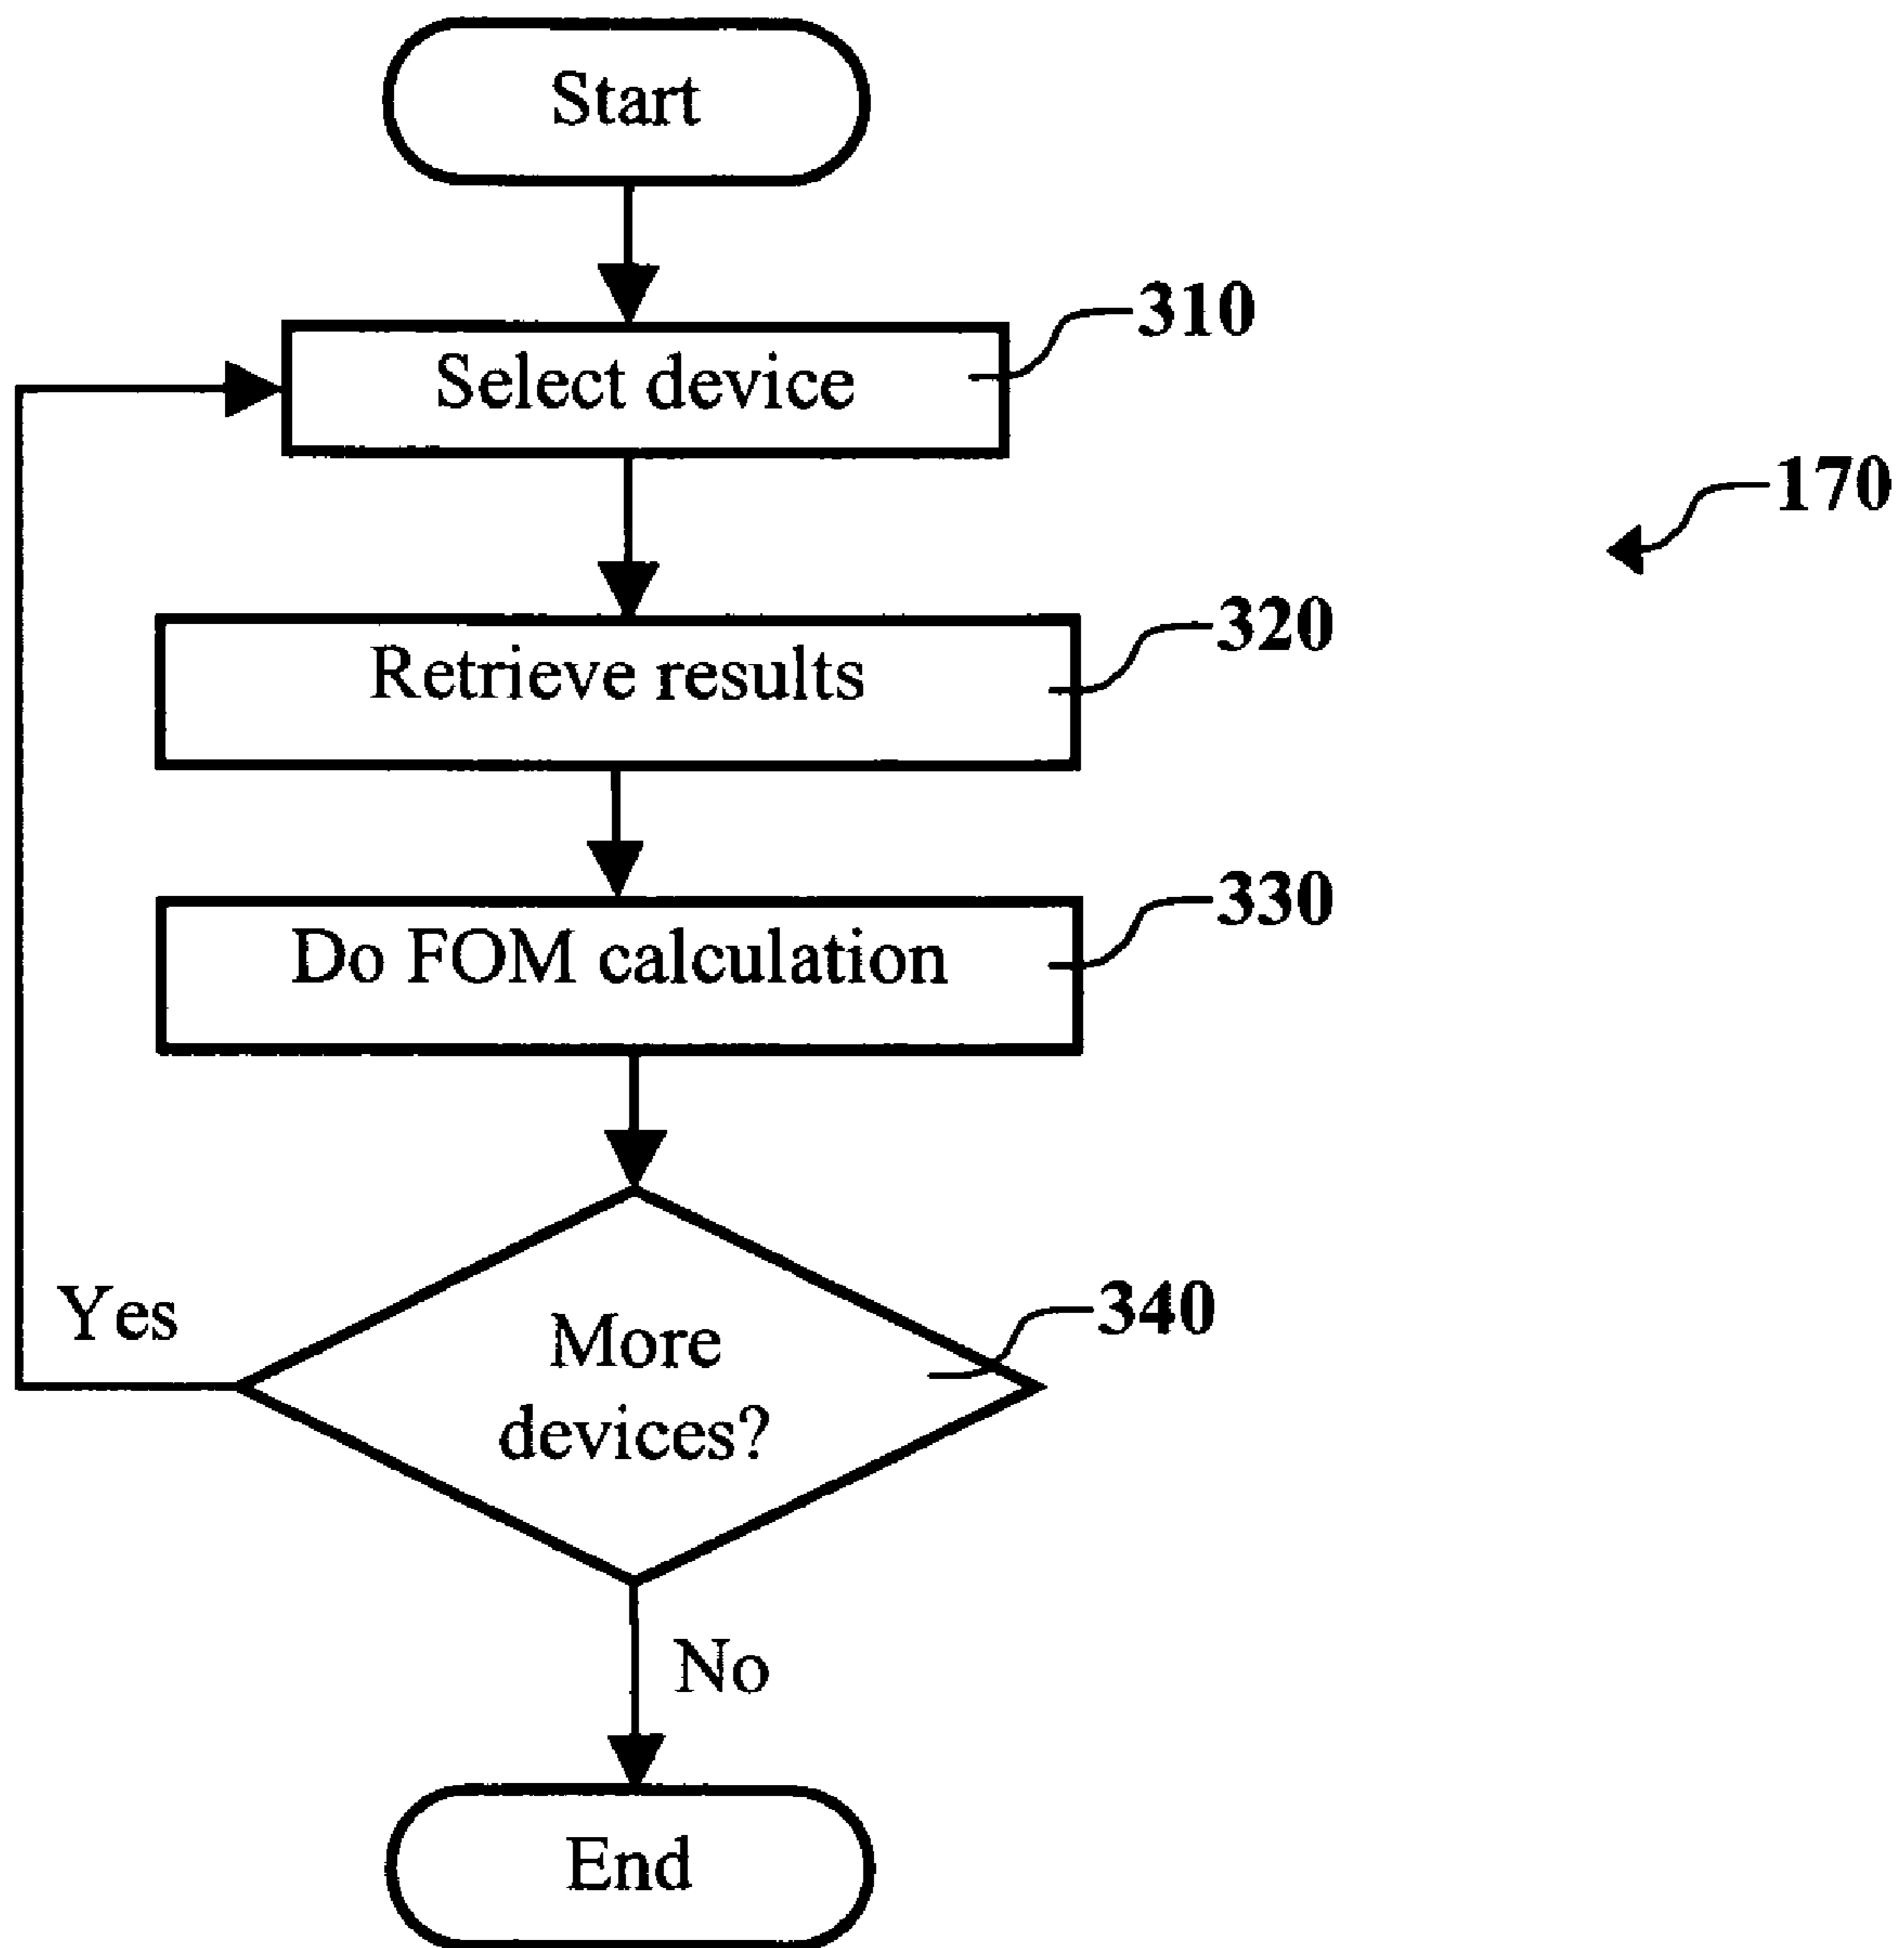 Start
310
Select device
170
320
Retrieve results
330
Do FOM calculation
Yes
340
More
devices?
No
End